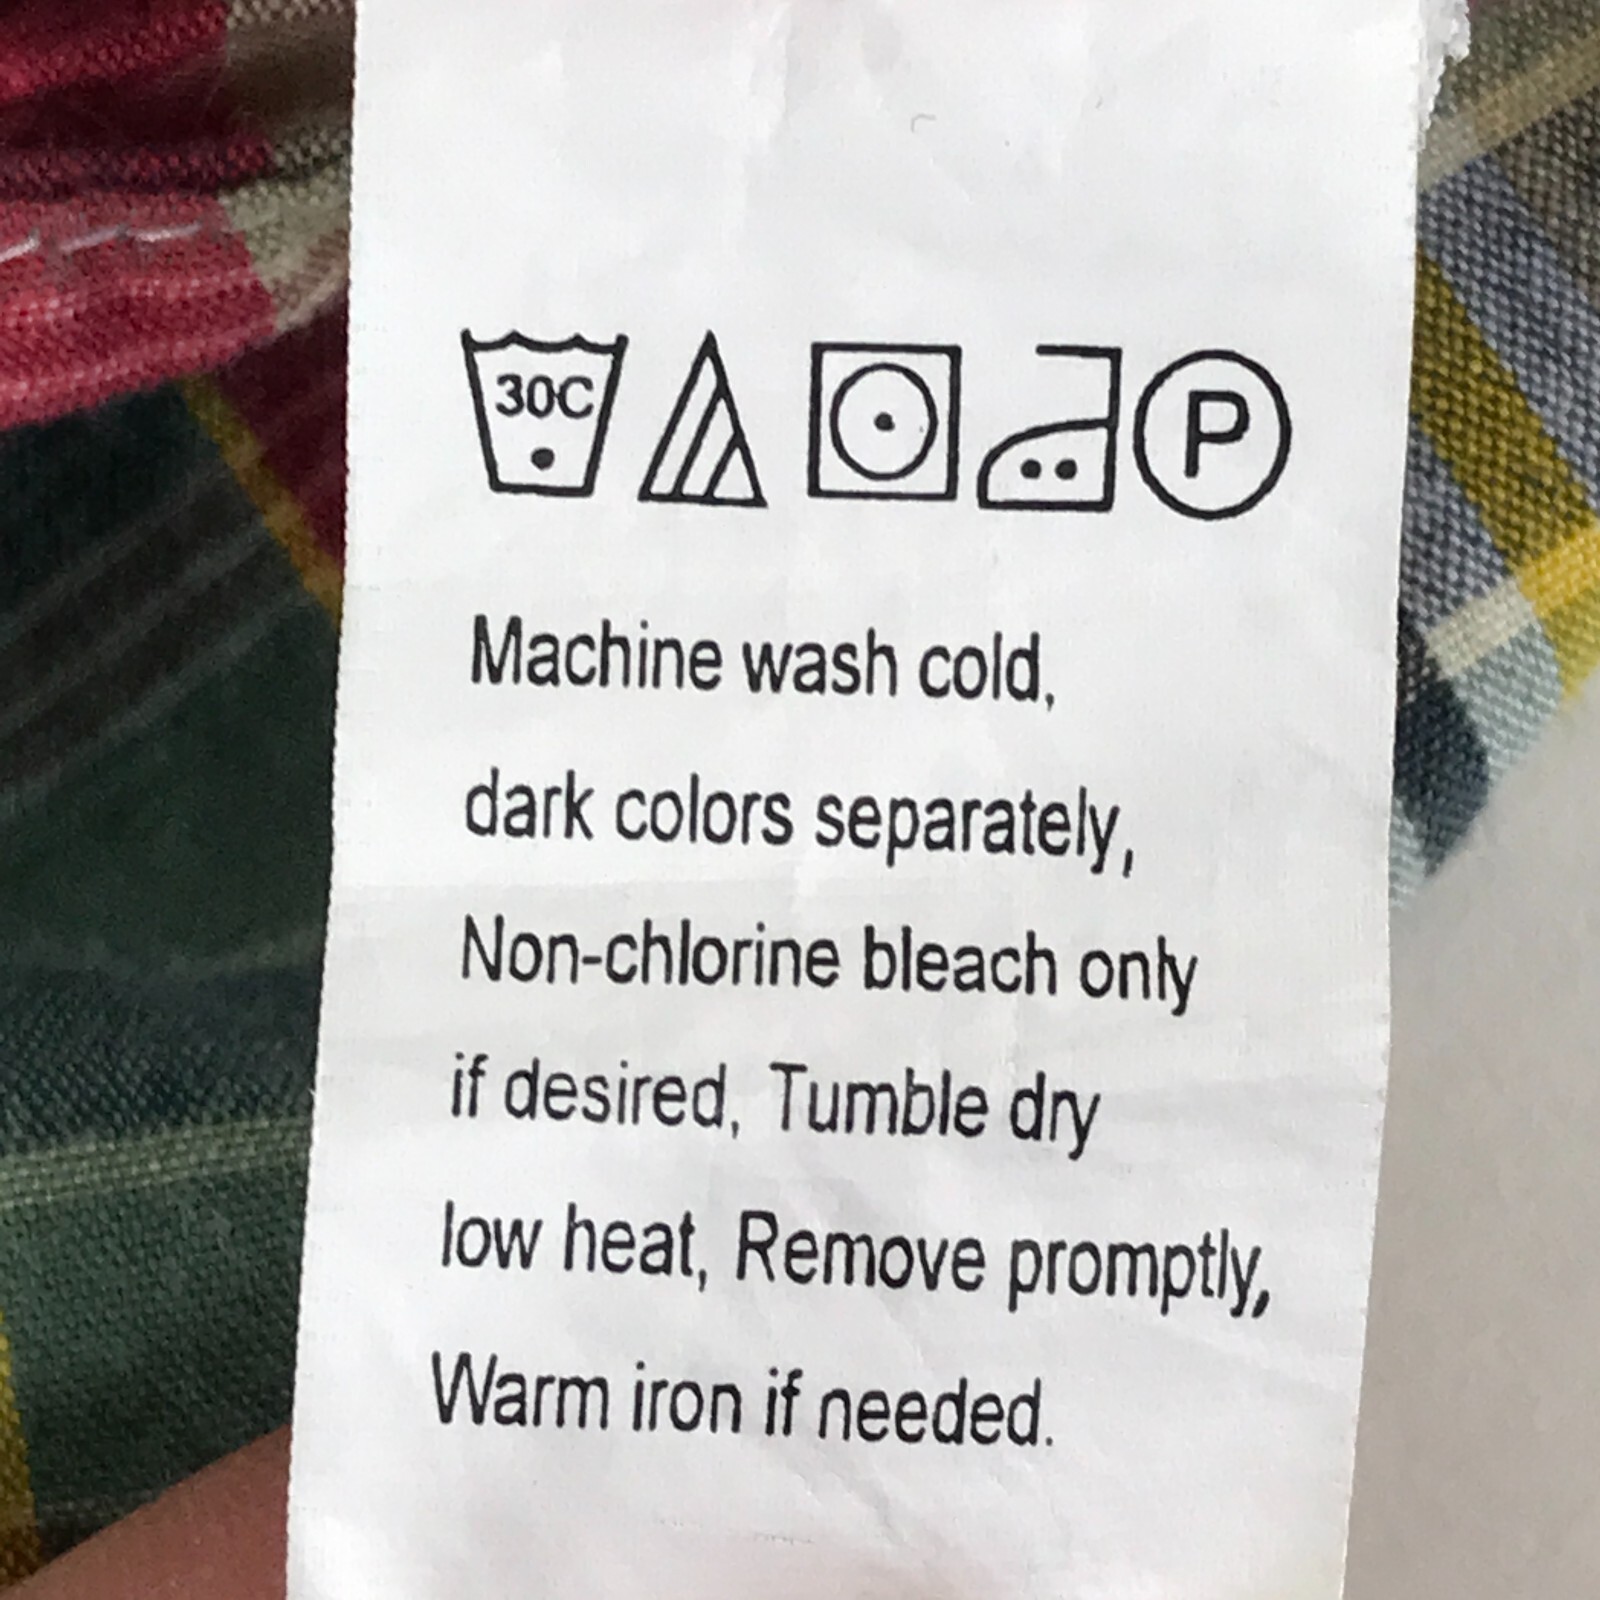 30C P
Machine wash cold,
dark colors separately,
Non-chlorine bleach only
if desired, Tumble dry
low heat, Remove promptly,
Warm iron if needed.